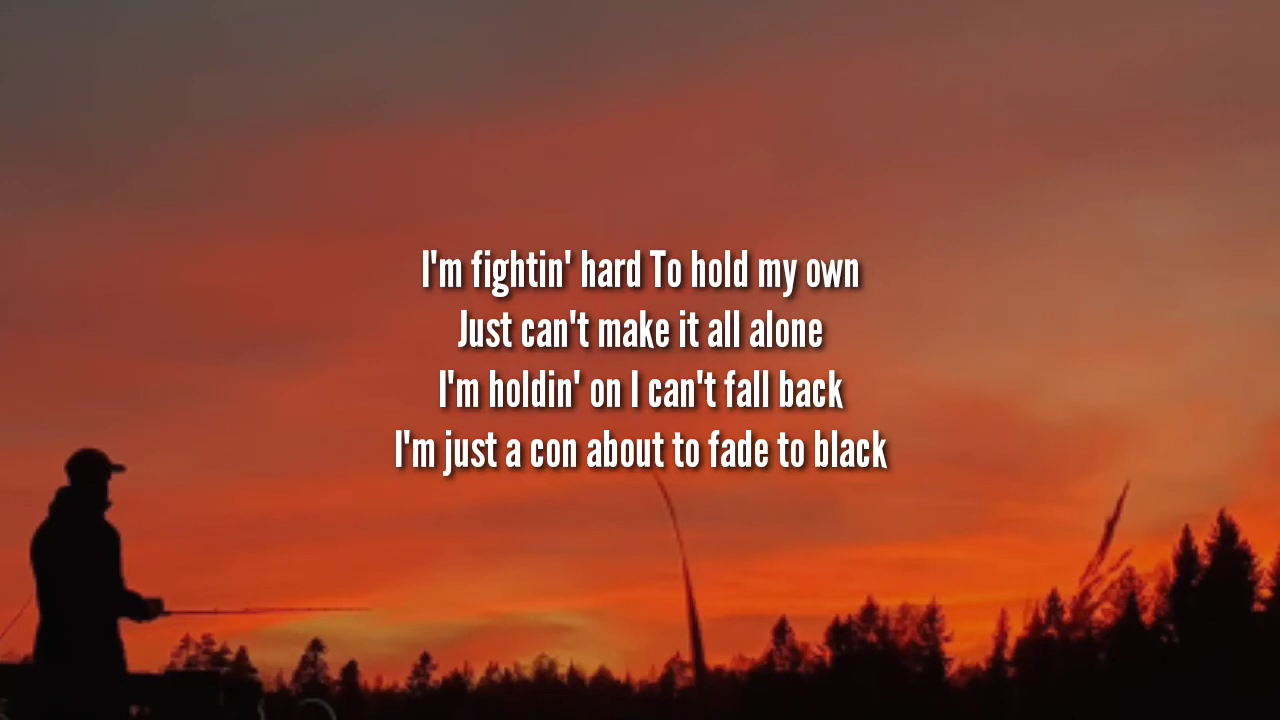 I'm fightin' hard To hold my own
Just can't make it all alone
I'm holdin' on I can't fall back
I'm just a con about to fade to black